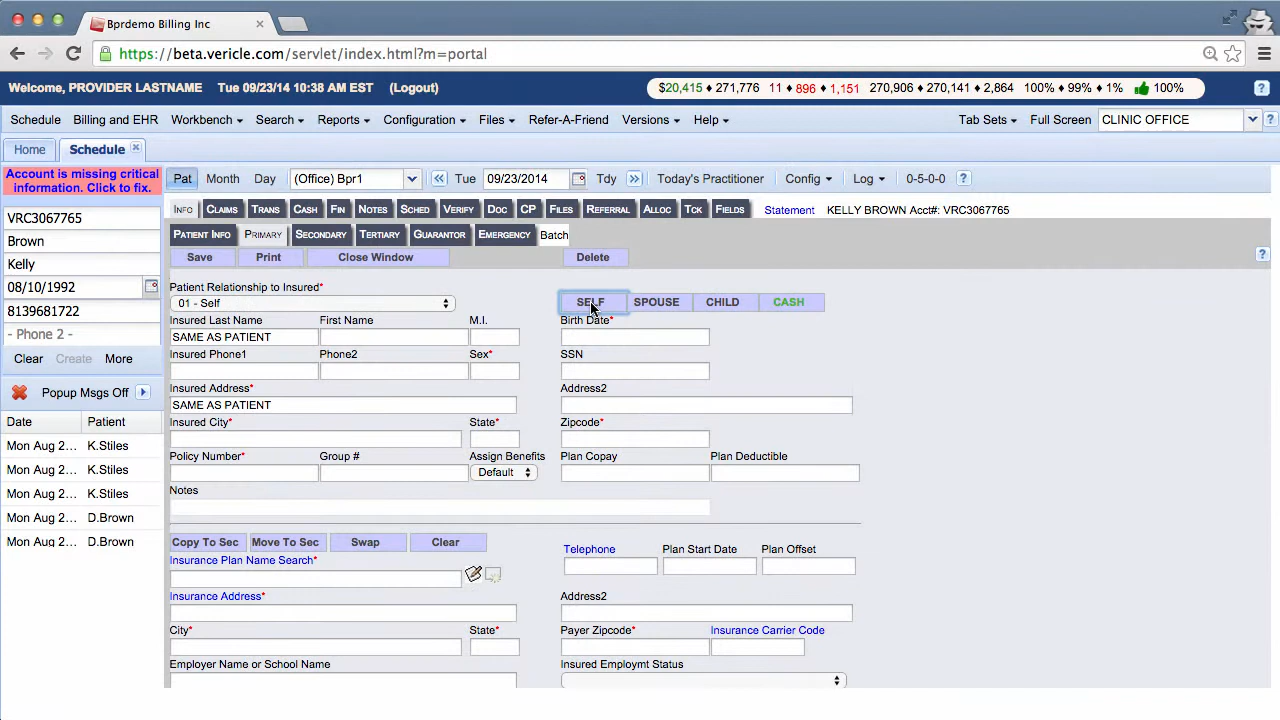 Bprdemo Billing Inc
https://beta.vericle.com/servlet/index.html?m=portal
Welcome, PROVIDER LASTNAME Tue 09/23/14 10:38 AM EST (Logout) $20,415 ♦ 271,776 11 ♦ 896 ♦ 1,151 270,906 ♦ 270,141 ♦ 2,864 100% ♦ 99% ♦ 1% 100% ?
Schedule Billing and EHR Workbench Search Reports Configuration Files Refer-A-Friend Versions Help Tab Sets Full Screen CLINIC OFFICE ?
Home Schedule
Account is missing critical
information. Click to fix.
Pat Month Day (Office) Bpr1 Tue 09/23/2014 Tdy Today's Practitioner Config Log 0-5-0-0 ?
INFO CLAIMS TRANS CASH FIN NOTES SCHED VERIFY DOC CP FILES REFERRAL ALLOC TCK FIELDS Statement KELLY BROWN Acct#: VRC3067765
PATIENT INFO PRIMARY SECONDARY TERTIARY GUARANTOR EMERGENCY Batch
Save Print Close Window Delete ?
VRC3067765
Brown
Kelly
08/10/1992
8139681722
- Phone 2 -
Clear Create More
Popup Msgs Off
Date Patient
Mon Aug 2... K.Stiles
Mon Aug 2... K.Stiles
Mon Aug 2... K.Stiles
Mon Aug 2... D.Brown
Mon Aug 2... D.Brown
Patient Relationship to Insured*
01 - Self SELF SPOUSE CHILD CASH
Insured Last Name First Name M.I. Birth Date*
SAME AS PATIENT
Insured Phone1 Phone2 Sex* SSN
Insured Address* Address2
SAME AS PATIENT
Insured City* State* Zipcode*
Policy Number* Group # Assign Benefits Plan Copay Plan Deductible
Default
Notes
Copy To Sec Move To Sec Swap Clear Telephone Plan Start Date Plan Offset
Insurance Plan Name Search*
Insurance Address* Address2
City* State* Payer Zipcode* Insurance Carrier Code
Employer Name or School Name Insured Employmt Status